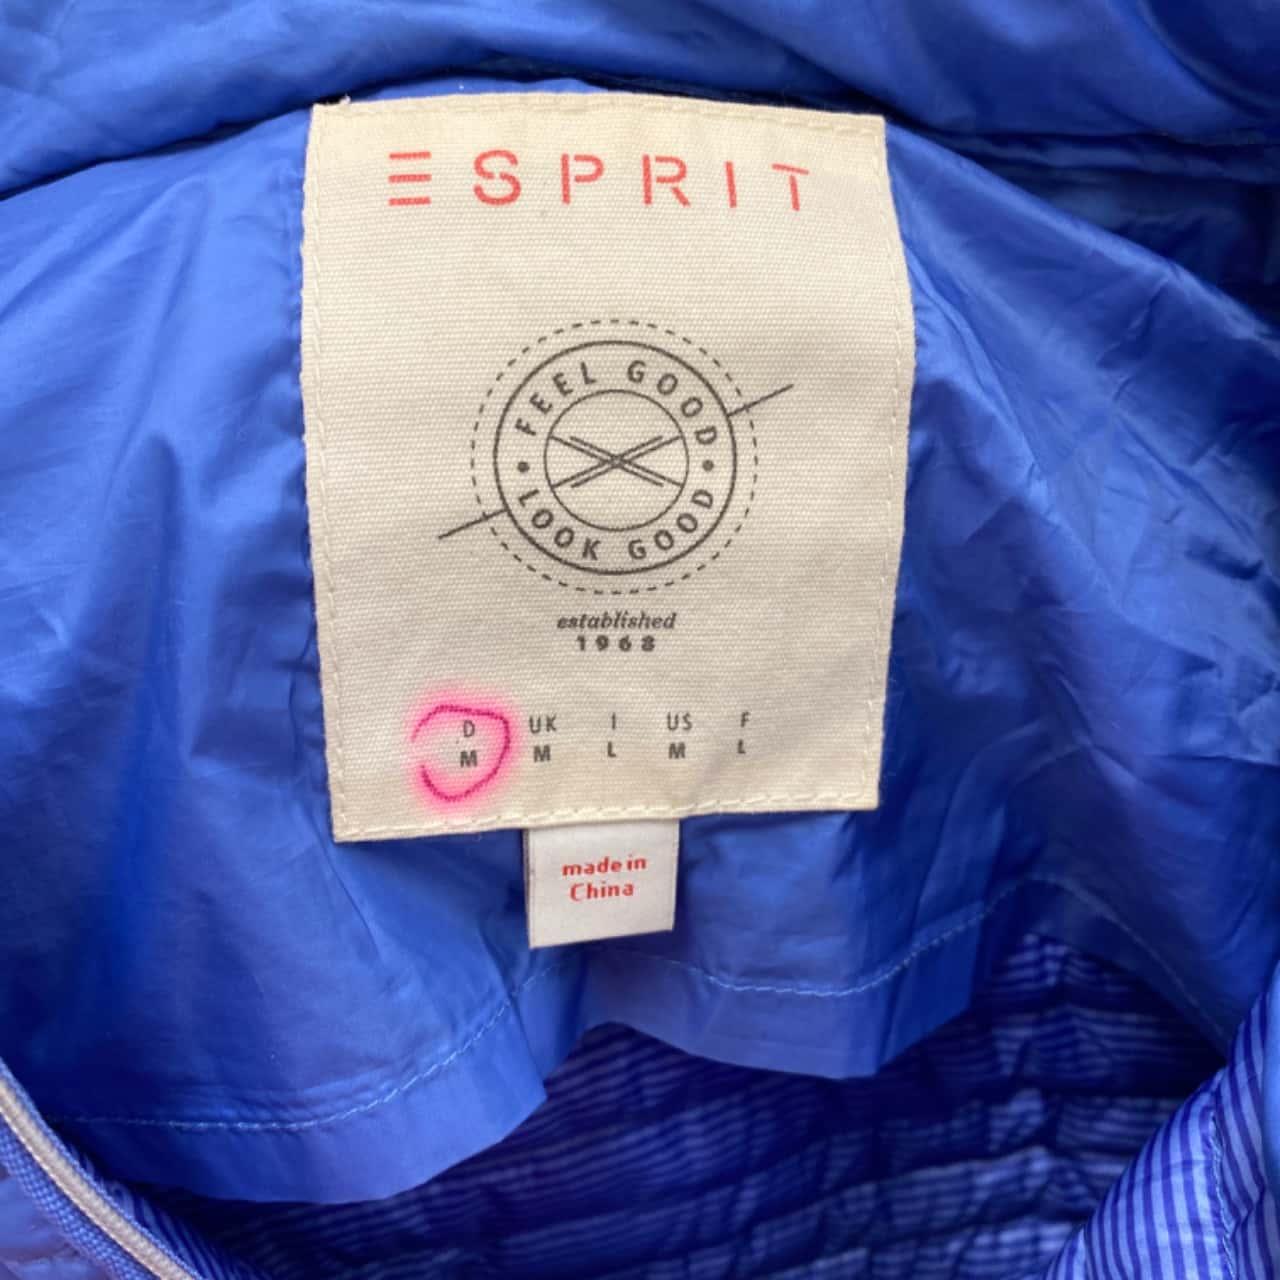 ESPRIT
FEEL GOOD
LOOK GOOD
established
1968
D UK I US F
M M L M L
made in
China